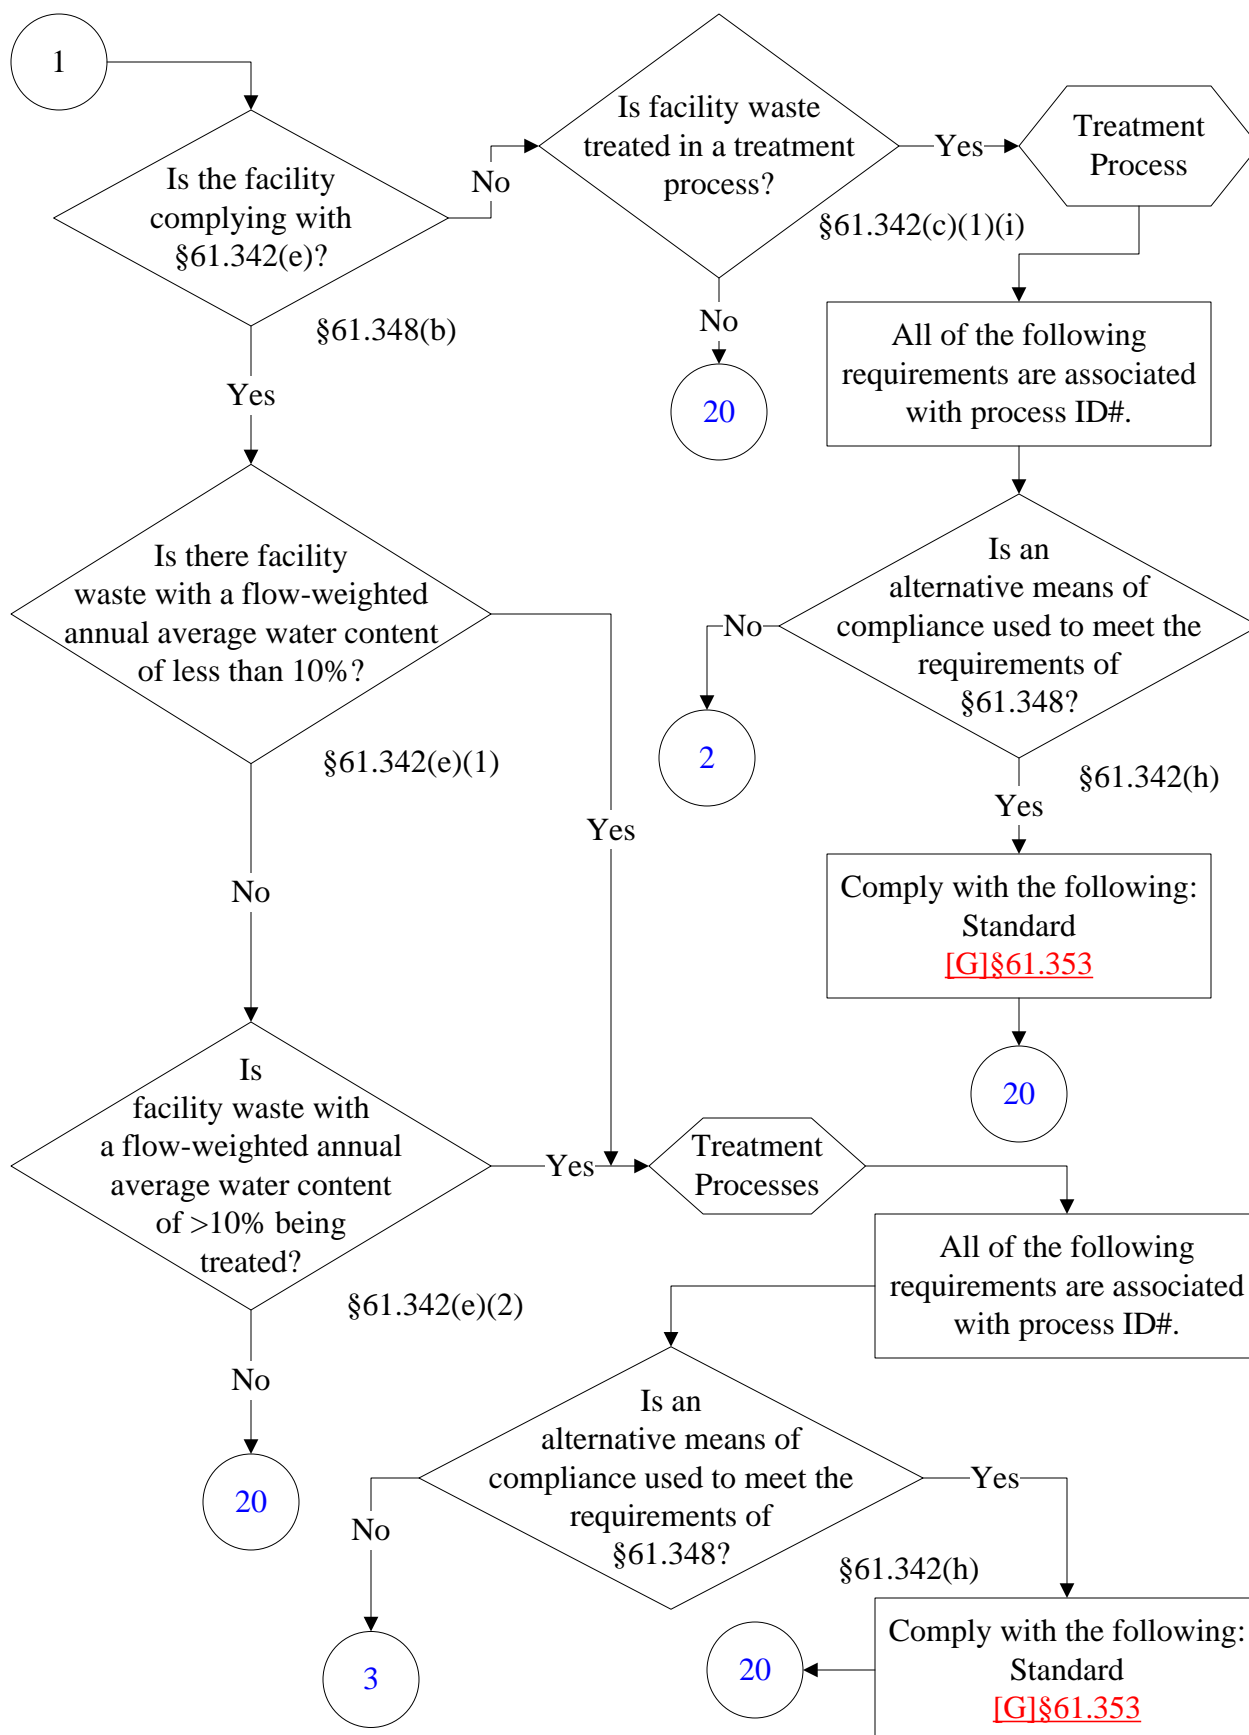 1
Is the facility
complying with
§61.342(e)?
§61.348(b)
No
Is facility waste
treated in a treatment
process?
§61.342(c)(1)(i)
Yes
Treatment
Process
No
20
All of the following
requirements are associated
with process ID#.
Is an
alternative means of
compliance used to meet the
requirements of
§61.348?
§61.342(h)
No
2
Yes
Comply with the following:
Standard
[G]§61.353
20
Yes
Is there facility
waste with a flow-weighted
annual average water content
of less than 10%?
§61.342(e)(1)
Yes
No
Is
facility waste with
a flow-weighted annual
average water content
of >10% being
treated?
§61.342(e)(2)
Yes
No
20
Treatment
Processes
All of the following
requirements are associated
with process ID#.
Is an
alternative means of
compliance used to meet the
requirements of
§61.348?
§61.342(h)
No
3
Yes
Comply with the following:
Standard
[G]§61.353
20